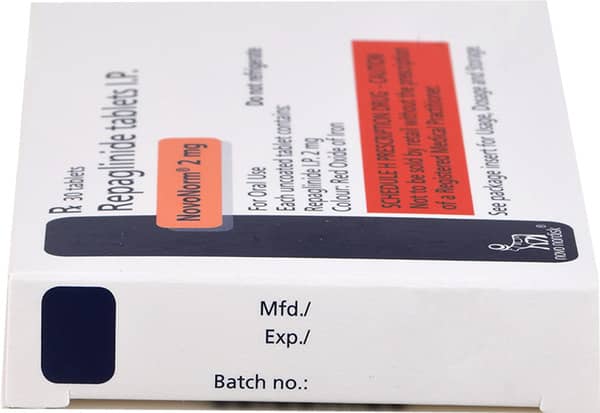 Rx
30 tablets
Repaglinide tablets I.P.
NovoNorm® 2 mg
For Oral Use
Do not refrigerate
Each uncoated tablet contains:
Repaglinide I.P. 2 mg
Colour: Red Oxide of Iron
SCHEDULE H PRESCRIPTION DRUG - CAUTION
Not to be sold by retail without the prescription
of a Registered Medical Practitioner.
See package insert for Usage, Dosage and Storage
novo nordisk
®
Mfd./
Exp./
Batch no.: